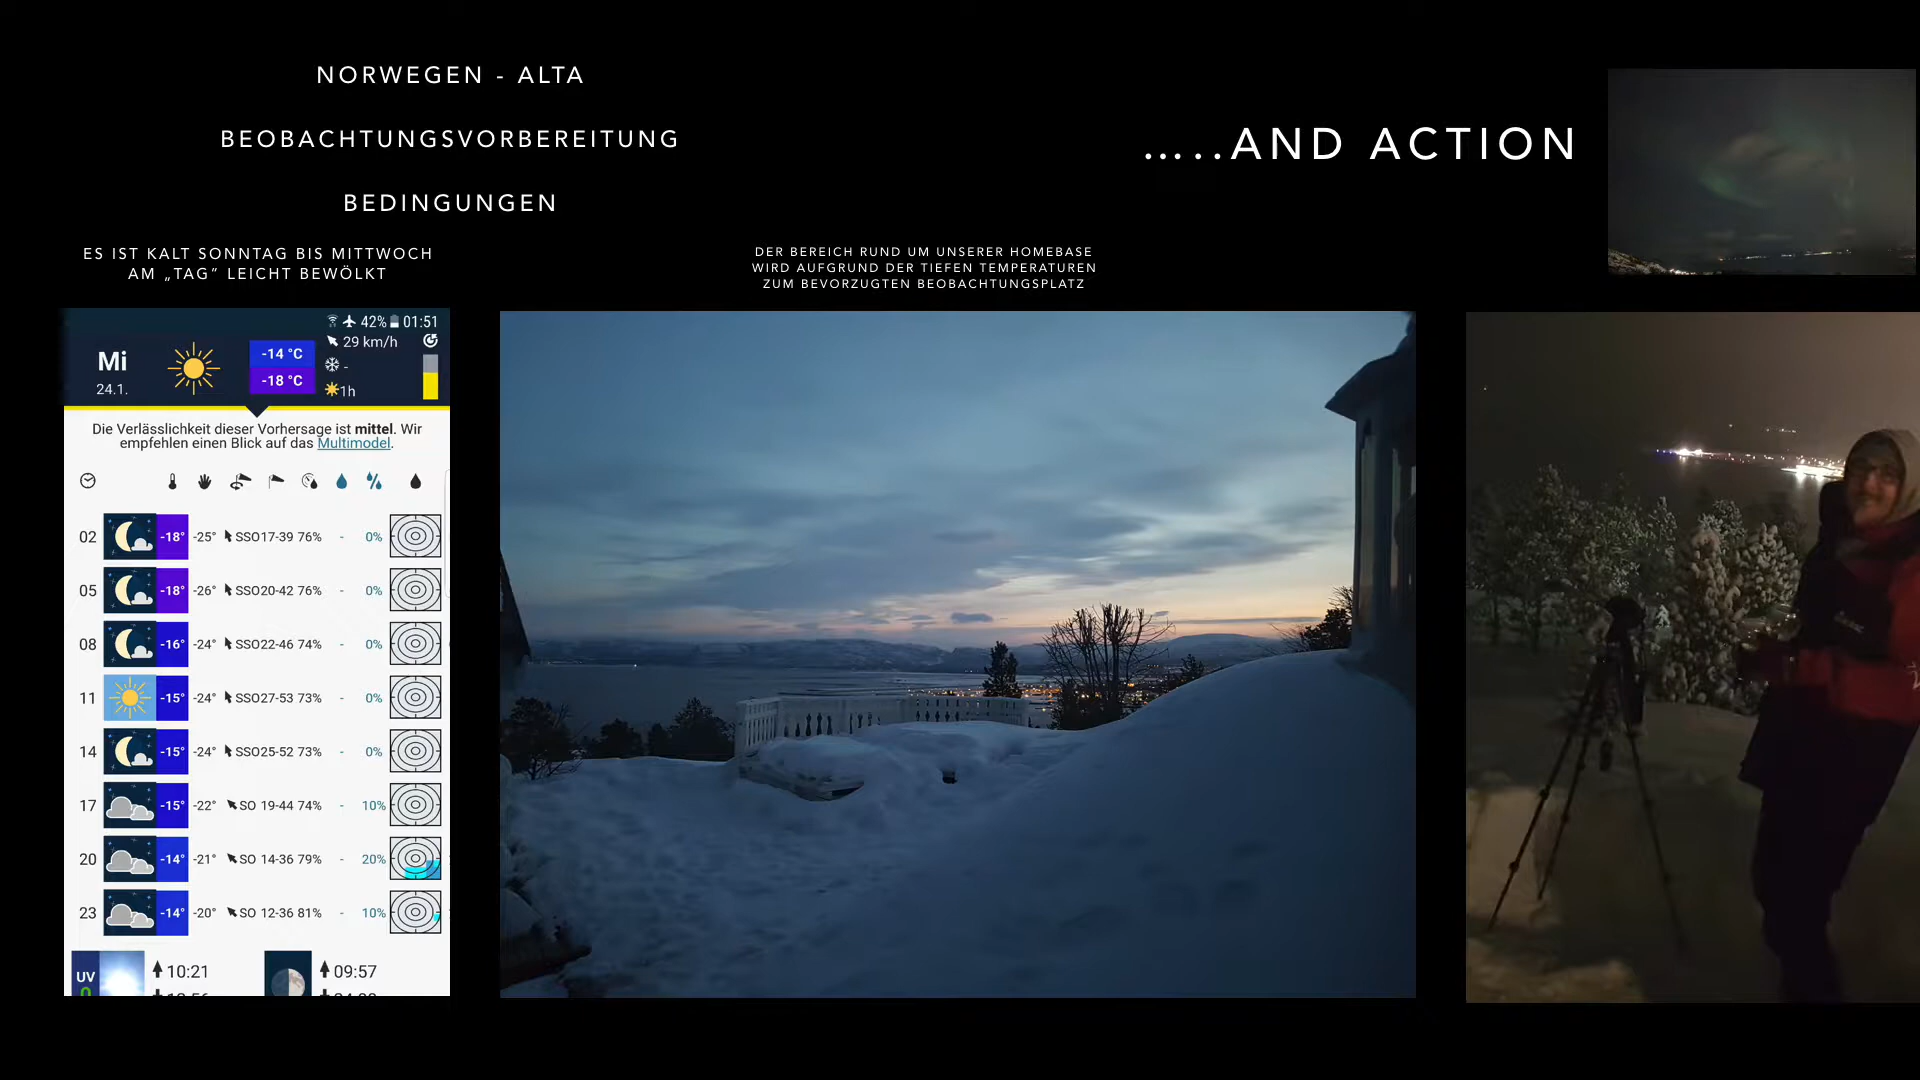 NORWEGEN - ALTA
BEOBACHTUNGSVORBEREITUNG
BEDINGUNGEN
.....AND ACTION
ES IST KALT SONNTAG BIS MITTWOCH
AM „TAG“ LEICHT BEWÖLKT
DER BEREICH RUND UM UNSERER HOMEBASE
WIRD AUFGRUND DER TIEFEN TEMPERATUREN
ZUM BEVORZUGTEN BEOBACHTUNGSPLATZ
42% 01:51
Mi
24.1.
-14 °C
-18 °C
29 km/h
-
1h
Die Verlässlichkeit dieser Vorhersage ist mittel. Wir
empfehlen einen Blick auf das Multimodel.
02 -18° -25° SSO17-39 76% - 0%
05 -18° -26° SSO20-42 76% - 0%
08 -16° -24° SSO22-46 74% - 0%
11 -15° -24° SSO27-53 73% - 0%
14 -15° -24° SSO25-52 73% - 0%
17 -15° -22° SO 19-44 74% - 10%
20 -14° -21° SO 14-36 79% - 20%
23 -14° -20° SO 12-36 81% - 10%
UV 10:21 09:57